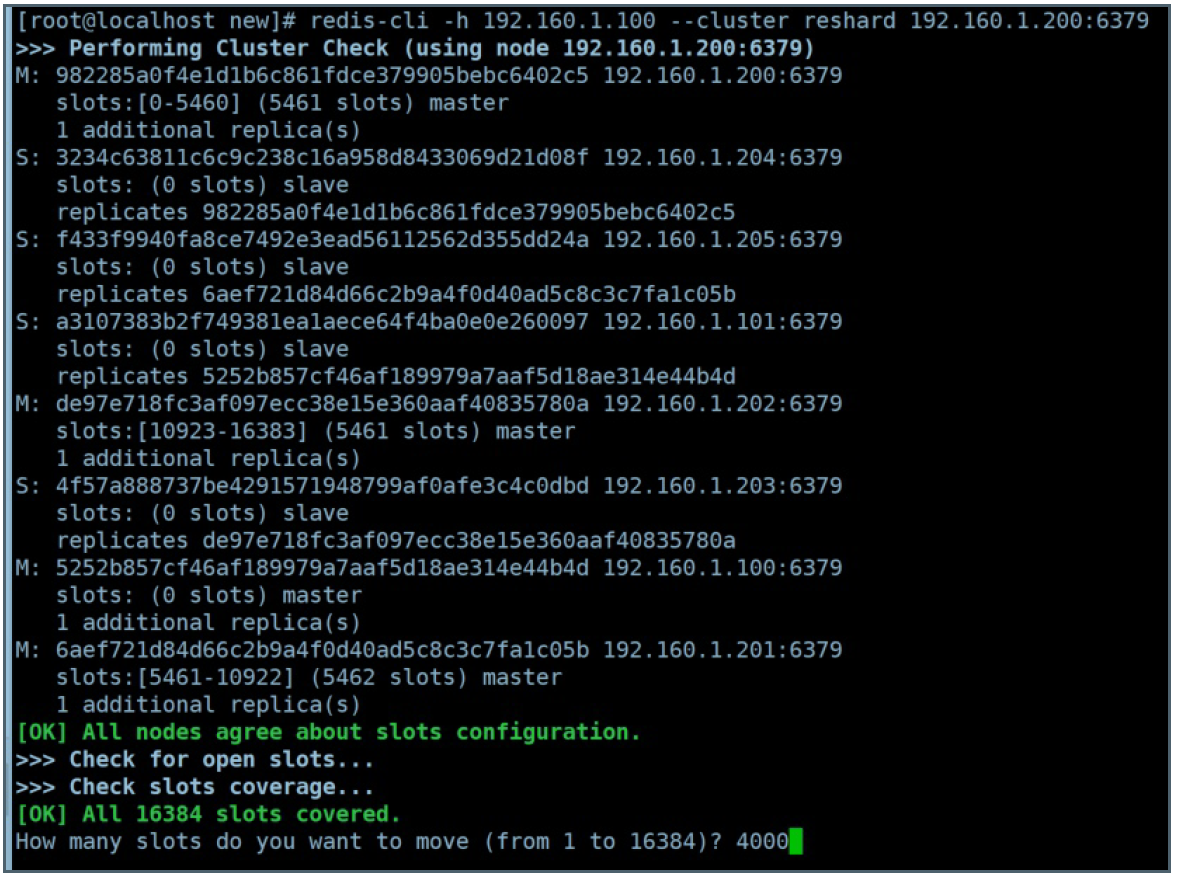 [root@localhost new]# redis-cli -h 192.160.1.100 --cluster reshard 192.160.1.200:6379
>>> Performing Cluster Check (using node 192.160.1.200:6379)
M: 982285a0f4e1d1b6c861fdce379905bebc6402c5 192.160.1.200:6379
slots:[0-5460] (5461 slots) master
1 additional replica(s)
S: 3234c63811c6c9c238c16a958d8433069d21d08f 192.160.1.204:6379
slots: (0 slots) slave
replicates 982285a0f4e1d1b6c861fdce379905bebc6402c5
S: f433f9940fa8ce7492e3ead56112562d355dd24a 192.160.1.205:6379
slots: (0 slots) slave
replicates 6aef721d84d66c2b9a4f0d40ad5c8c3c7fa1c05b
S: a3107383b2f749381ea1aece64f4ba0e0e260097 192.160.1.101:6379
slots: (0 slots) slave
replicates 5252b857cf46af189979a7aaf5d18ae314e44b4d
M: de97e718fc3af097ecc38e15e360aaf40835780a 192.160.1.202:6379
slots:[10923-16383] (5461 slots) master
1 additional replica(s)
S: 4f57a888737be4291571948799af0afe3c4c0dbd 192.160.1.203:6379
slots: (0 slots) slave
replicates de97e718fc3af097ecc38e15e360aaf40835780a
M: 5252b857cf46af189979a7aaf5d18ae314e44b4d 192.160.1.100:6379
slots: (0 slots) master
1 additional replica(s)
M: 6aef721d84d66c2b9a4f0d40ad5c8c3c7fa1c05b 192.160.1.201:6379
slots:[5461-10922] (5462 slots) master
1 additional replica(s)
[OK] All nodes agree about slots configuration.
>>> Check for open slots...
>>> Check slots coverage...
[OK] All 16384 slots covered.
How many slots do you want to move (from 1 to 16384)? 4000